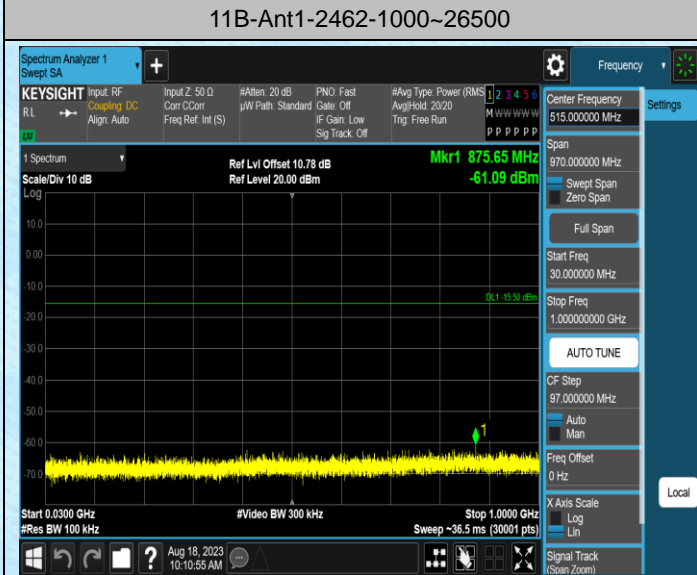 11B-Ant1-2462-1000~26500
Spectrum Analyzer 1
Swept SA
Frequency
KEYSIGHT
RL
Input: RF
Coupling: DC
Align: Auto
Input Z: 50 Ω
Corr CCorr
Freq Ref: Int (S)
#Atten: 20 dB
µW Path: Standard
PNO: Fast
Gate: Off
IF Gain: Low
Sig Track: Off
#Avg Type: Power (RMS
Avg|Hold: 20/20
Trig: Free Run
1 2 3 4 5 6
M W W W W W
P P P P P P
Center Frequency
515.000000 MHz
Settings
Span
970.000000 MHz
Swept Span
Zero Span
Full Span
Start Freq
30.000000 MHz
Stop Freq
1.000000000 GHz
AUTO TUNE
CF Step
97.000000 MHz
Auto
Man
Freq Offset
0 Hz
X Axis Scale
Log
Lin
Signal Track
(Span Zoom)
Local
1 Spectrum
Scale/Div 10 dB
Log
Ref Lvl Offset 10.78 dB
Ref Level 20.00 dBm
Mkr1 875.65 MHz
-61.09 dBm
10.0
0.00
-10.0
DL1 -15.50 dBm
-20.0
-30.0
-40.0
-50.0
1
-60.0
-70.0
Start 0.0300 GHz
#Video BW 300 kHz
Stop 1.0000 GHz
#Res BW 100 kHz
Sweep ~36.5 ms (30001 pts)
?
Aug 18, 2023
10:10:55 AM